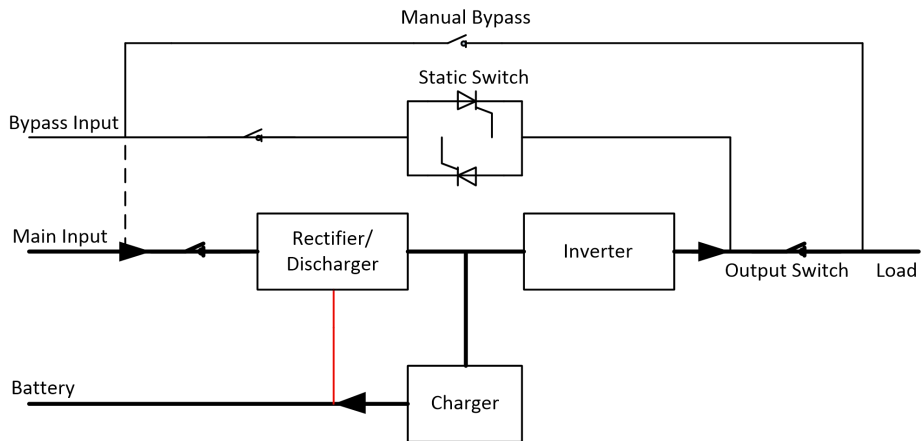 Manual Bypass
Static Switch
Bypass Input
Main Input
Rectifier/
Discharger
Inverter
Output Switch
Load
Battery
Charger